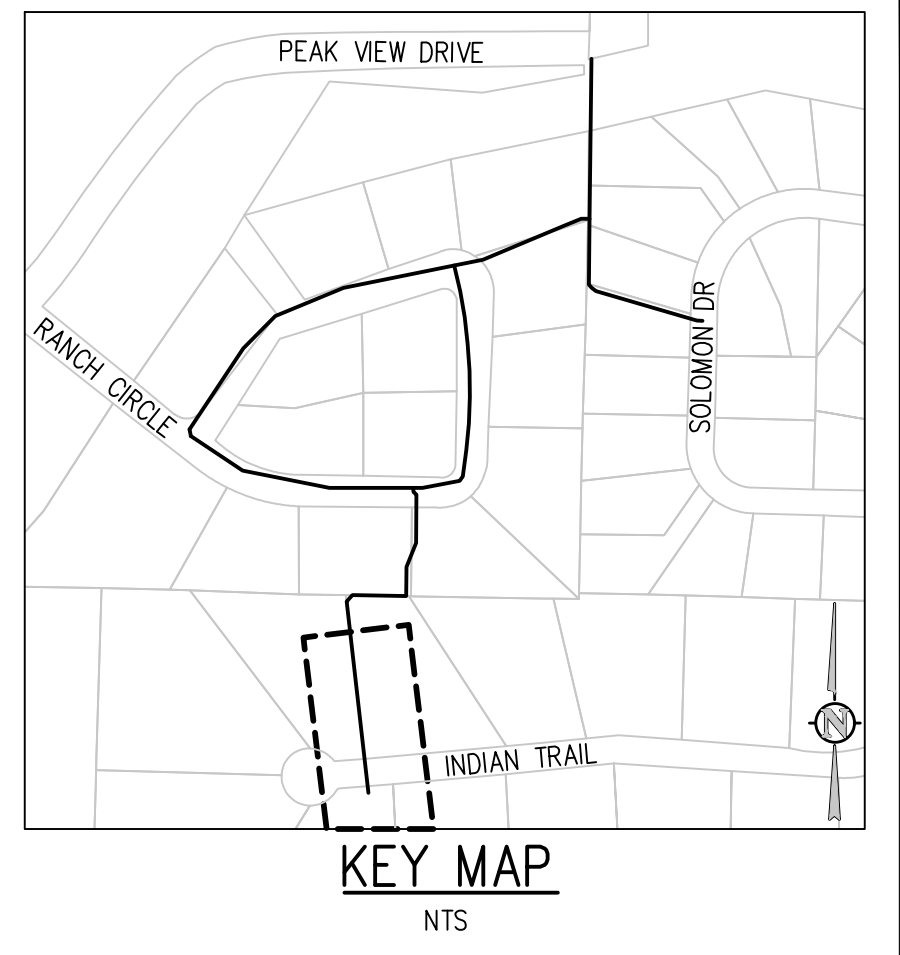 PEAK VIEW DRIVE
RANCH CIRCLE
SOLOMON DR
N
INDIAN TRAIL
KEY MAP
NTS